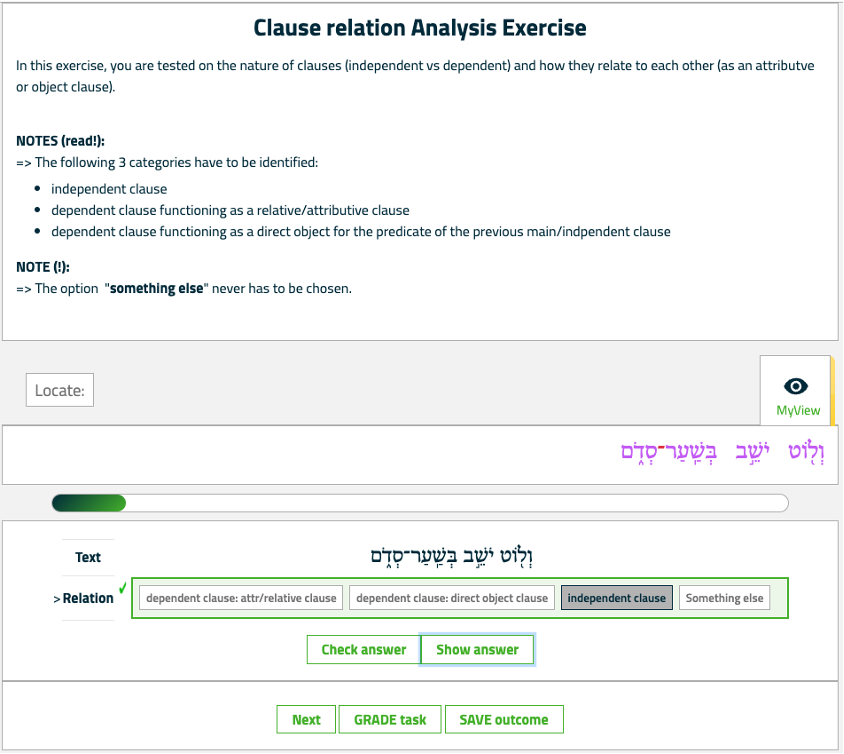 Clause relation Analysis Exercise
In this exercise, you are tested on the nature of clauses (independent vs dependent) and how they relate to each other (as an attributve
or object clause).
NOTES (read!):
=> The following 3 categories have to be identified:
• independent clause
• dependent clause functioning as a relative/attributive clause
• dependent clause functioning as a direct object for the predicate of the previous main/indpendent clause
NOTE (!):
=> The option "something else" never has to be chosen.
Locate:
MyView
וְלֹ֖וט יֹשֵׁ֣ב בְּשַֽׁעַר־סְדֹ֑ם
Text
וְלֹ֖וט יֹשֵׁ֣ב בְּשַֽׁעַר־סְדֹ֑ם
>Relation ✓ dependent clause: attr/relative clause dependent clause: direct object clause independent clause Something else
Check answer Show answer
Next GRADE task SAVE outcome